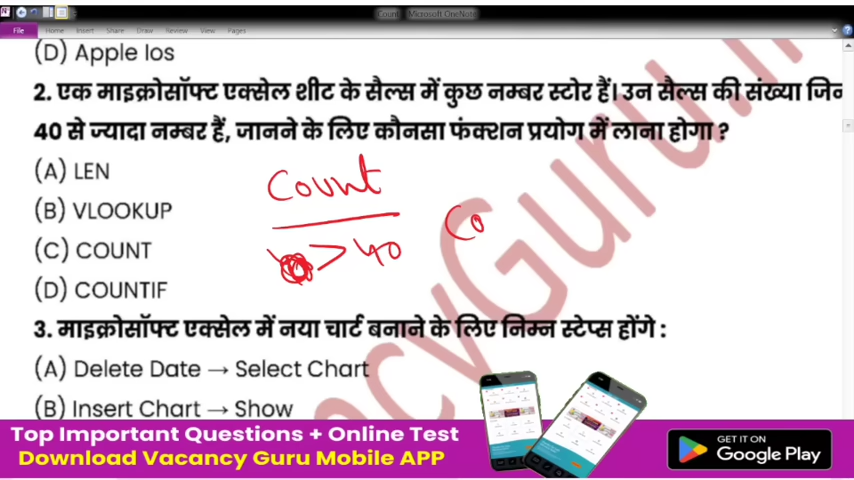 Count Microsoft OneNote
File Home Insert Share Draw Review View Pages
(D) Apple Ios
2. एक माइक्रोसॉफ्ट एक्सेल शीट के सैल्स में कुछ नम्बर स्टोर हैं। उन सैल्स की संख्या जिन
40 से ज्यादा नम्बर हैं, जानने के लिए कौनसा फंक्शन प्रयोग में लाना होगा ?
(A) LEN
Count
(B) VLOOKUP
Co
(C) COUNT
> 40
(D) COUNTIF
3. माइक्रोसॉफ्ट एक्सेल में नया चार्ट बनाने के लिए निम्न स्टेप्स होंगे :
(A) Delete Date → Select Chart
(B) Insert Chart → Show
cyGuru.in
Top Important Questions + Online Test
Download Vacancy Guru Mobile APP
GET IT ON
Google Play